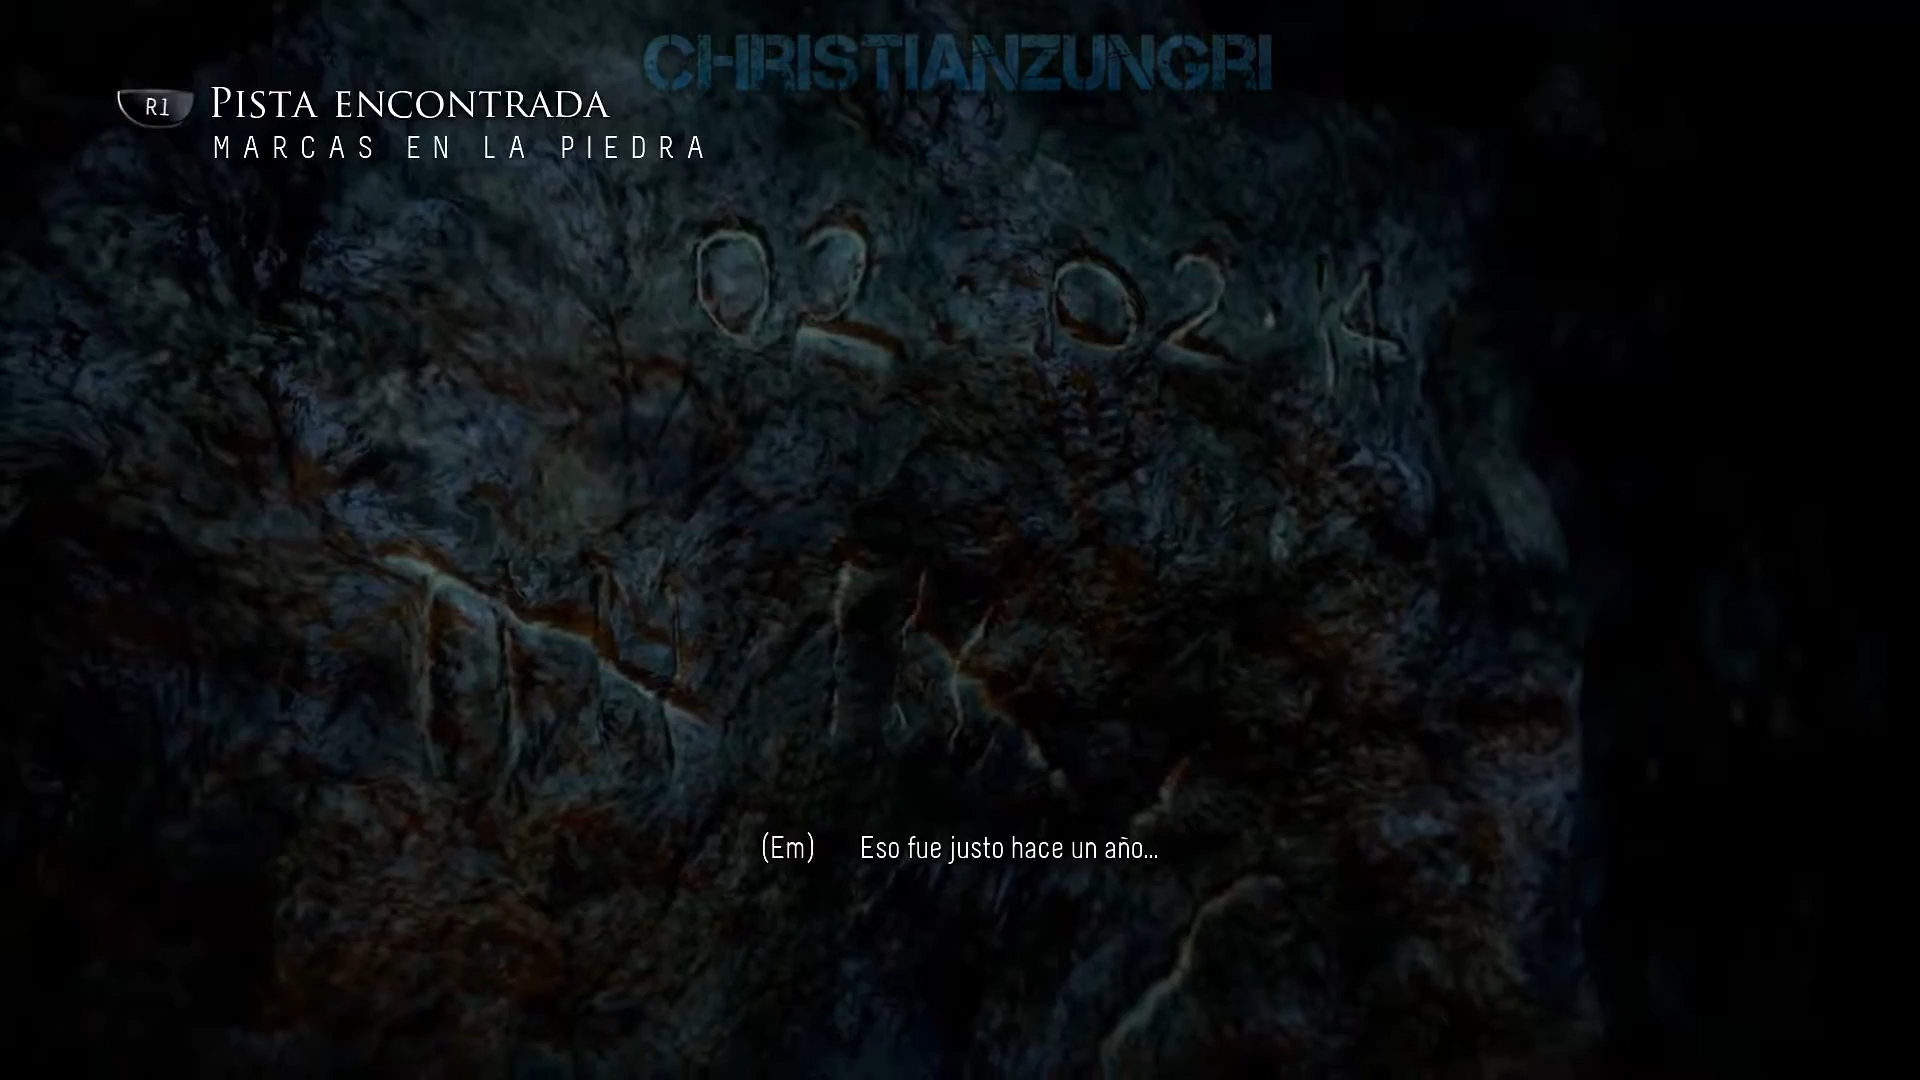 CHRISTIANZUNGRI
R1 PISTA ENCONTRADA
MARCAS EN LA PIEDRA
02 02.14
(Em) Eso fue justo hace un año...